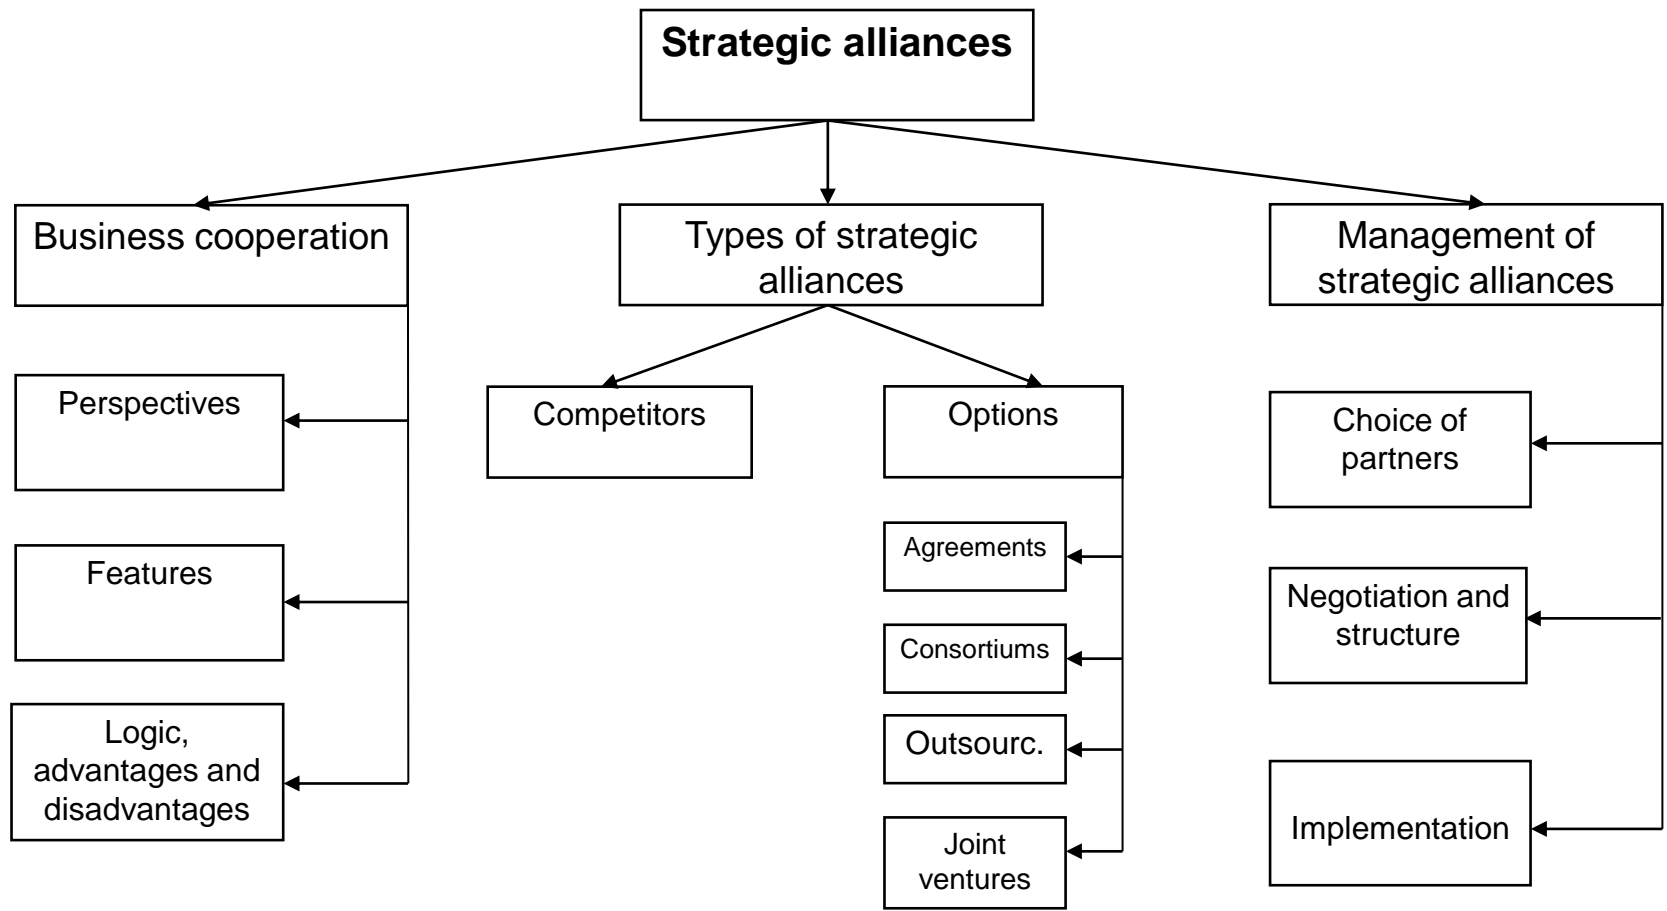 Strategic alliances
Business cooperation
Types of strategic
alliances
Management of
strategic alliances
Perspectives
Features
Logic,
advantages and
disadvantages
Competitors
Options
Agreements
Consortiums
Outsourc.
Joint
ventures
Choice of
partners
Negotiation and
structure
Implementation